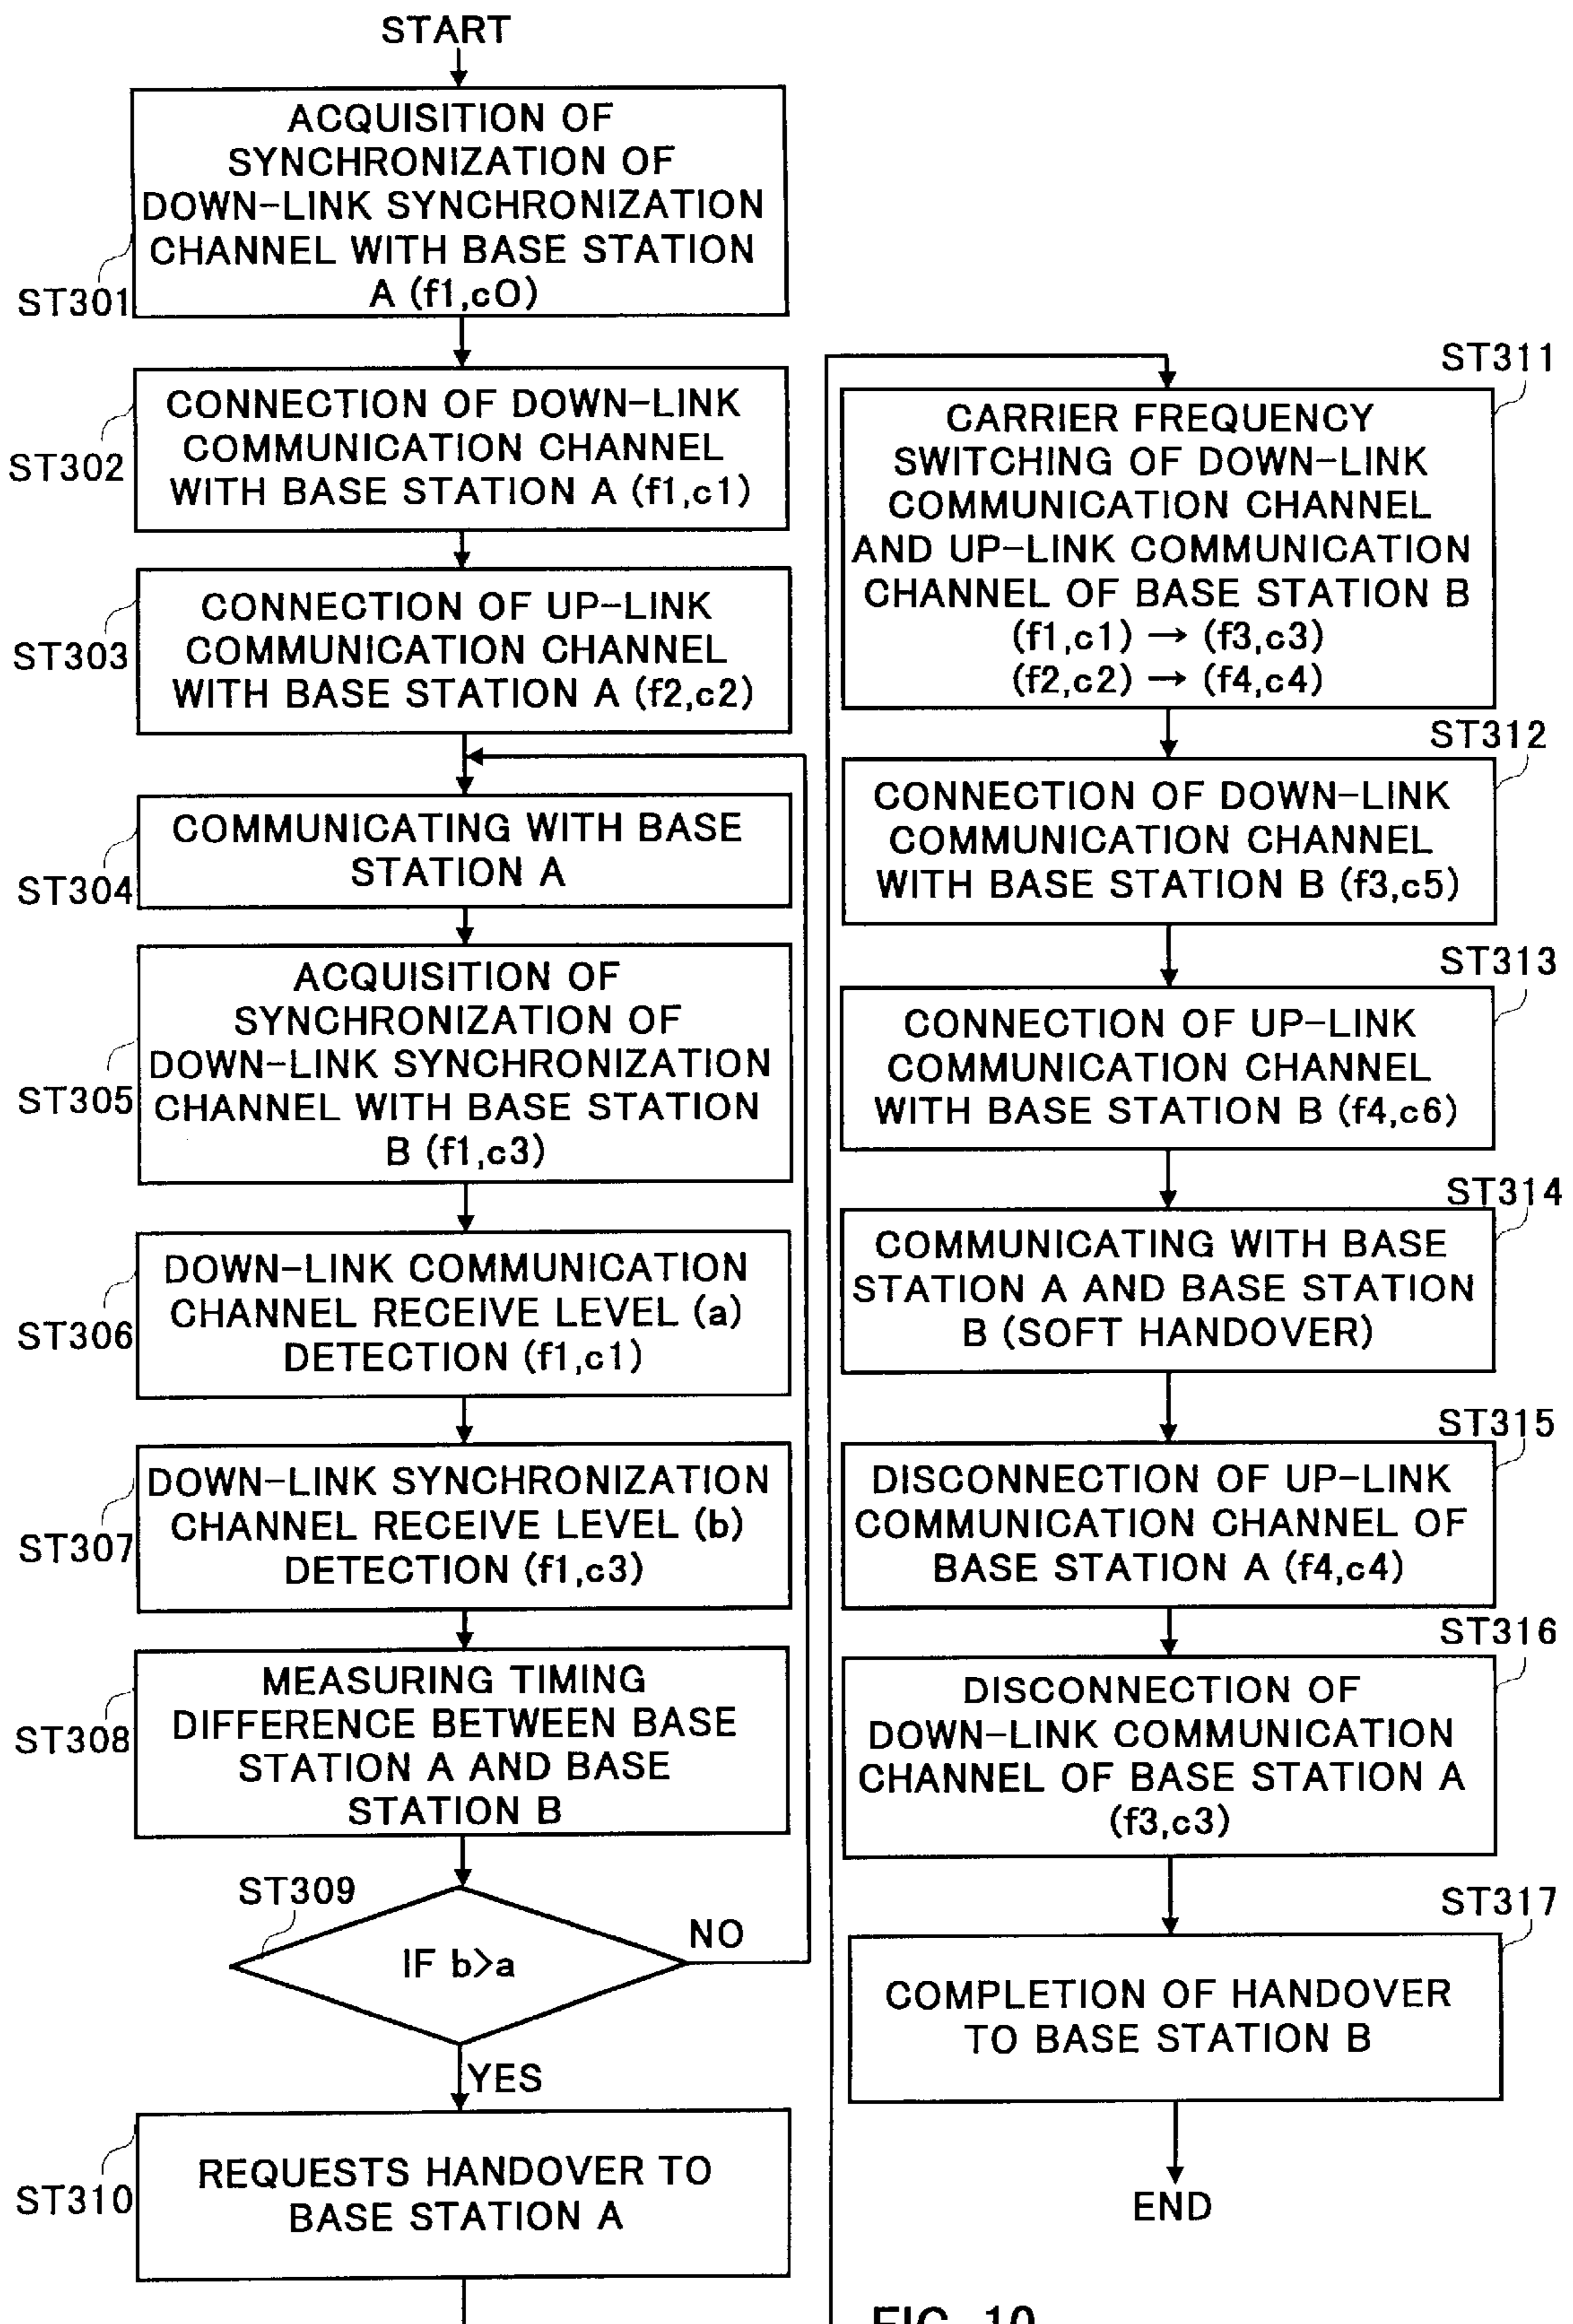 START
ACQUISITION OF
SYNCHRONIZATION OF
DOWN-LINK SYNCHRONIZATION
CHANNEL WITH BASE STATION
A (f1,c0)
ST301
CONNECTION OF DOWN-LINK
COMMUNICATION CHANNEL
WITH BASE STATION A (f1,c1)
ST302
CONNECTION OF UP-LINK
COMMUNICATION CHANNEL
WITH BASE STATION A (f2,c2)
ST303
COMMUNICATING WITH BASE
STATION A
ST304
ACQUISITION OF
SYNCHRONIZATION OF
DOWN-LINK SYNCHRONIZATION
CHANNEL WITH BASE STATION
B (f1,c3)
ST305
DOWN-LINK COMMUNICATION
CHANNEL RECEIVE LEVEL (a)
DETECTION (f1,c1)
ST306
DOWN-LINK SYNCHRONIZATION
CHANNEL RECEIVE LEVEL (b)
DETECTION (f1,c3)
ST307
MEASURING TIMING
DIFFERENCE BETWEEN BASE
STATION A AND BASE
STATION B
ST308
ST309
IF b>a
NO
YES
REQUESTS HANDOVER TO
BASE STATION A
ST310
ST311
CARRIER FREQUENCY
SWITCHING OF DOWN-LINK
COMMUNICATION CHANNEL
AND UP-LINK COMMUNICATION
CHANNEL OF BASE STATION B
(f1,c1) → (f3,c3)
(f2,c2) → (f4,c4)
ST312
CONNECTION OF DOWN-LINK
COMMUNICATION CHANNEL
WITH BASE STATION B (f3,c5)
ST313
CONNECTION OF UP-LINK
COMMUNICATION CHANNEL
WITH BASE STATION B (f4,c6)
ST314
COMMUNICATING WITH BASE
STATION A AND BASE STATION
B (SOFT HANDOVER)
ST315
DISCONNECTION OF UP-LINK
COMMUNICATION CHANNEL OF
BASE STATION A (f4,c4)
ST316
DISCONNECTION OF
DOWN-LINK COMMUNICATION
CHANNEL OF BASE STATION A
(f3,c3)
ST317
COMPLETION OF HANDOVER
TO BASE STATION B
END
FIG. 10